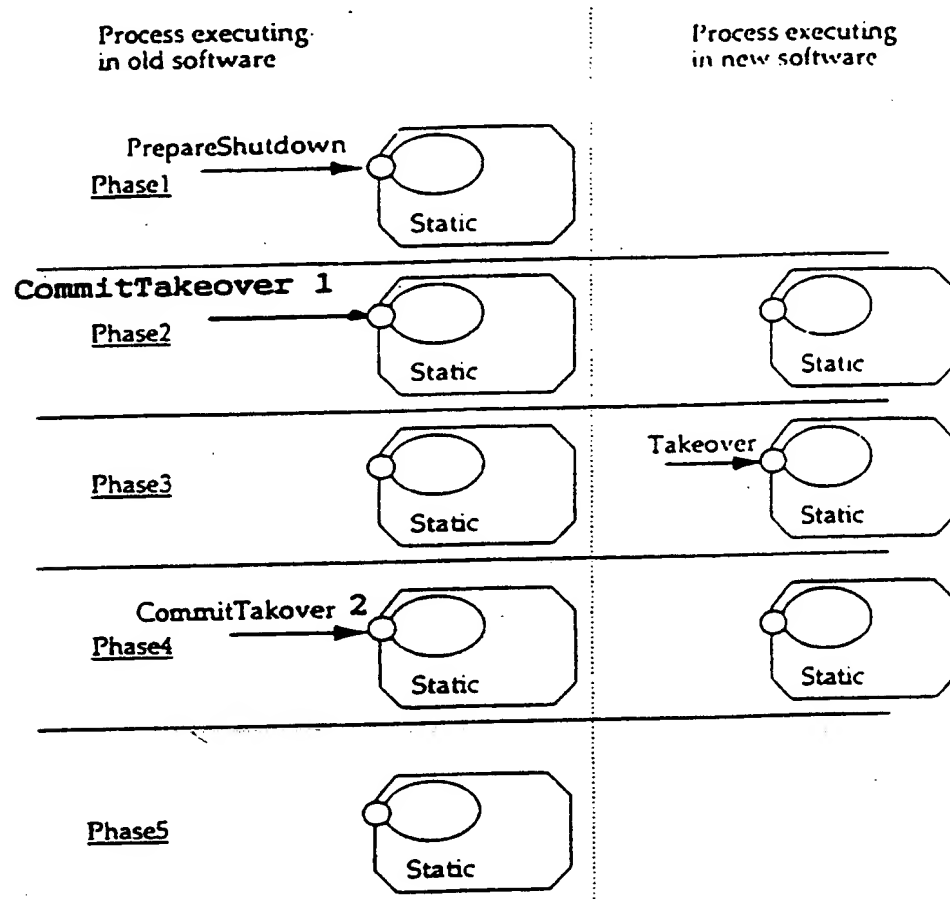 Process executing
in old software
Process executing
in new software
PrepareShutdown
Phase1
Static
CommitTakeover 1
Phase2
Static
Static
Takeover
Phase3
Static
Static
CommitTakover 2
Phase4
Static
Static
Phase5
Static